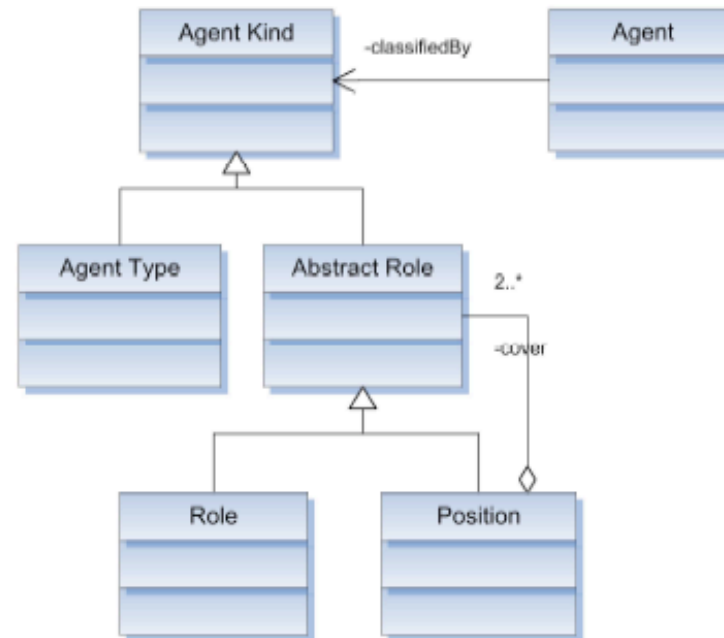 Agent Kind
-classifiedBy
Agent
Agent Type
Abstract Role
2..*
-cover
Role
Position